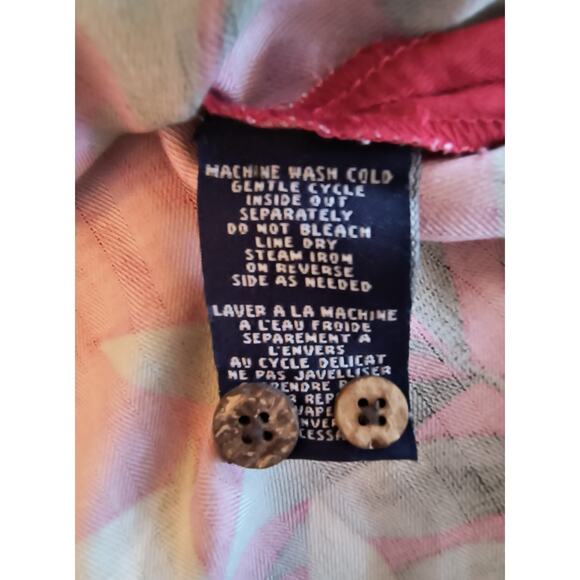 MACHINE WASH COLD
GENTLE CYCLE
INSIDE OUT
SEPARATELY
DO NOT BLEACH
LINE DRY
STEAM IRON
ON REVERSE
SIDE AS NEEDED
LAVER A LA MACHINE
A L'EAU FROIDE
SEPAREMENT A
L'ENVERS
AU CYCLE DELICAT
NE PAS JAVELLISER